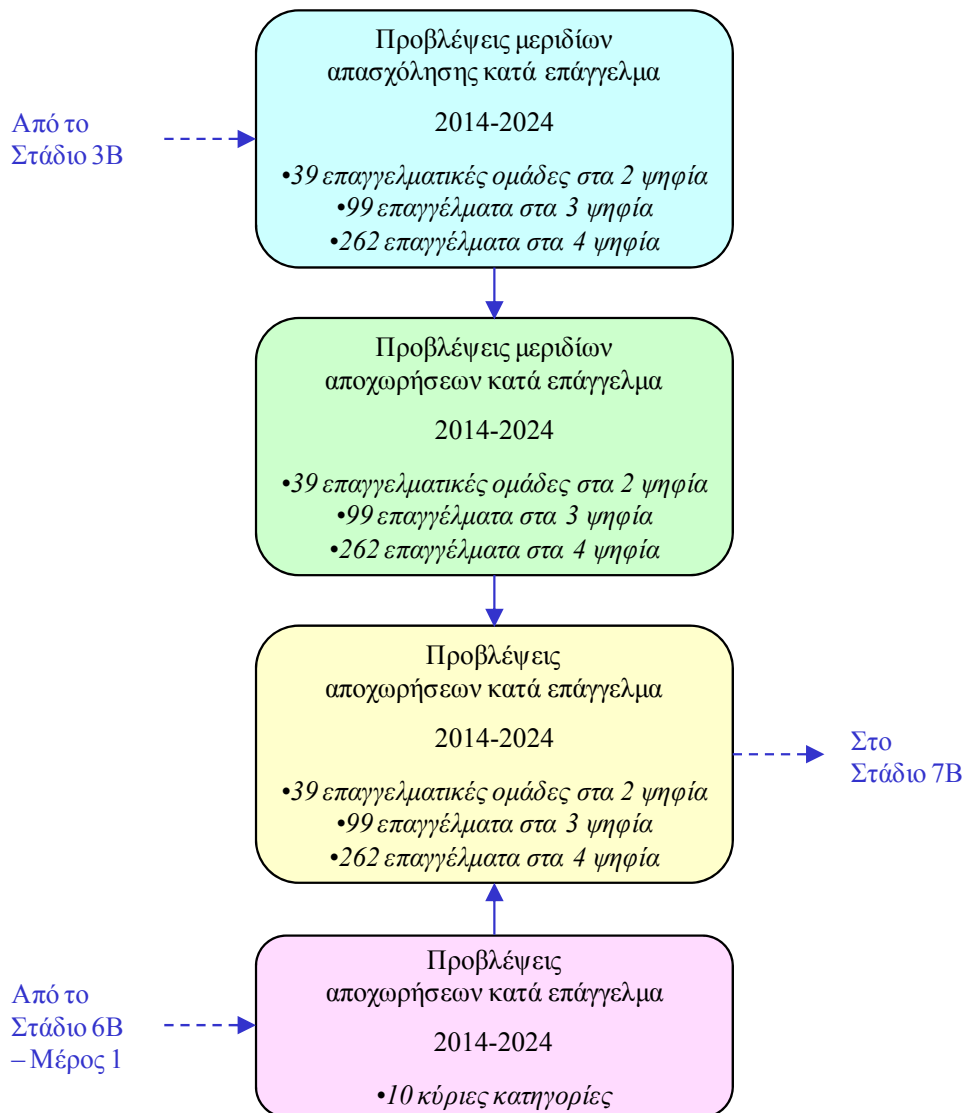 Προβλέψεις μεριδίων
απασχόλησης κατά επάγγελμα
2014-2024
•39 επαγγελματικές ομάδες στα 2 ψηφία
•99 επαγγέλματα στα 3 ψηφία
•262 επαγγέλματα στα 4 ψηφία
Από το
Στάδιο 3Β
Προβλέψεις μεριδίων
αποχωρήσεων κατά επάγγελμα
2014-2024
•39 επαγγελματικές ομάδες στα 2 ψηφία
•99 επαγγέλματα στα 3 ψηφία
•262 επαγγέλματα στα 4 ψηφία
Προβλέψεις
αποχωρήσεων κατά επάγγελμα
2014-2024
•39 επαγγελματικές ομάδες στα 2 ψηφία
•99 επαγγέλματα στα 3 ψηφία
•262 επαγγέλματα στα 4 ψηφία
Στο
Στάδιο 7Β
Προβλέψεις
αποχωρήσεων κατά επάγγελμα
2014-2024
•10 κύριες κατηγορίες
Από το
Στάδιο 6Β
– Μέρος 1